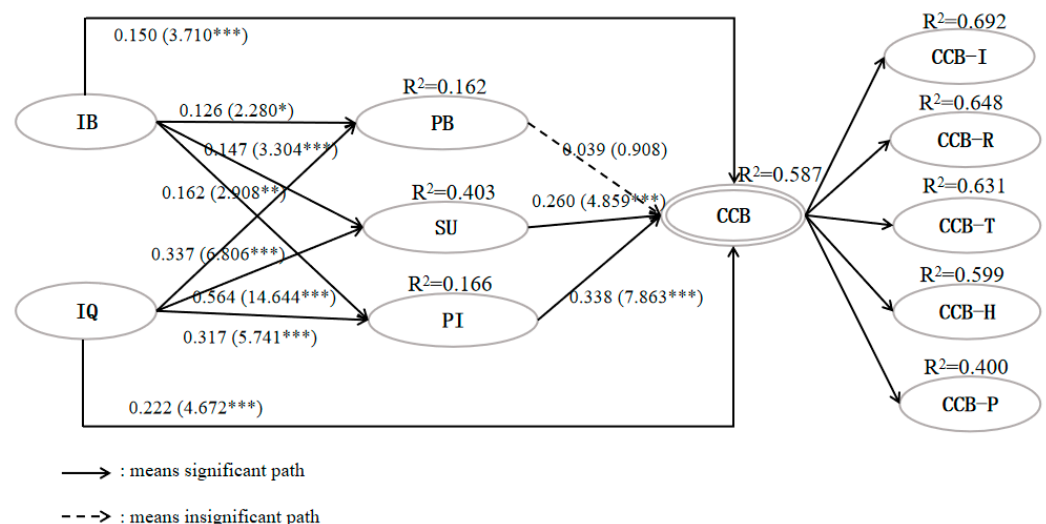 R²=0.692
0.150 (3.710***)
CCB-I
R²=0.162
R²=0.648
IB
0.126 (2.280*)
PB
CCB-R
0.147 (3.304***)
0.039 (0.908)
R²=0.587
0.162 (2.908**)
R²=0.403
R²=0.631
0.260 (4.859***)
CCB
SU
CCB-T
0.337 (6.806***)
R²=0.166
R²=0.599
0.564 (14.644***)
0.338 (7.863***)
IQ
PI
CCB-H
0.317 (5.741***)
R²=0.400
0.222 (4.672***)
CCB-P
: means significant path
: means insignificant path